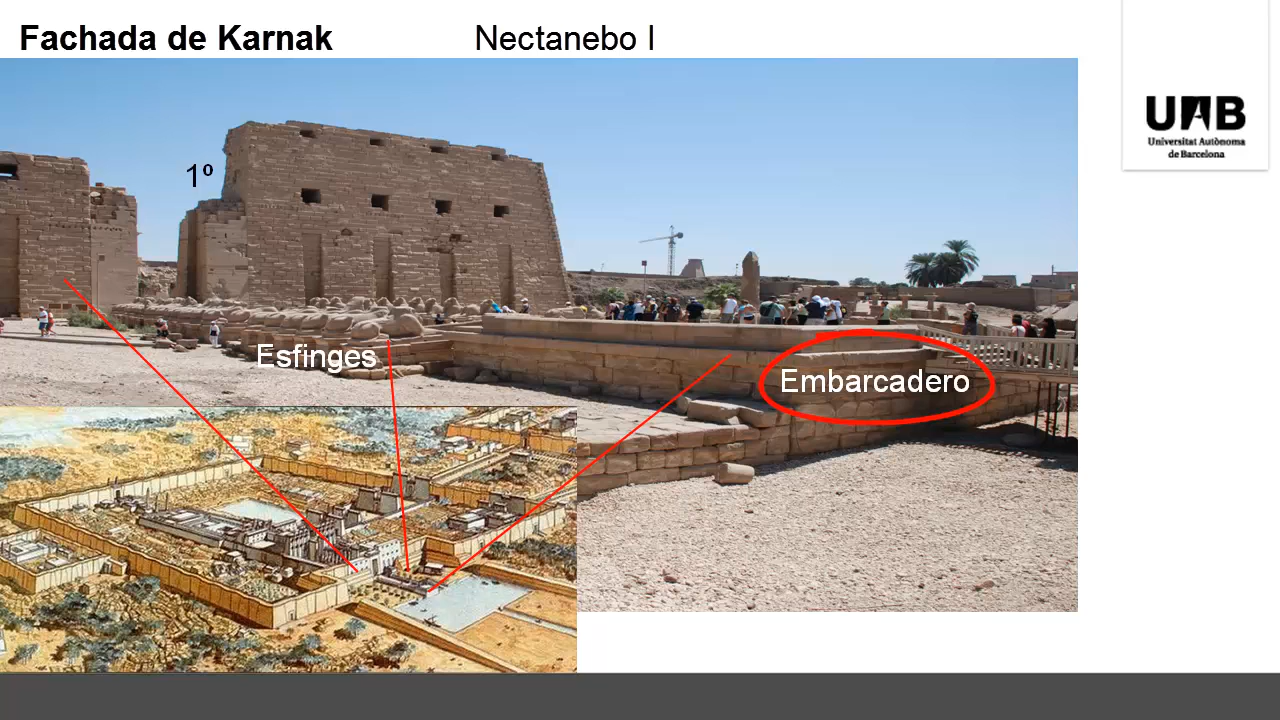 Fachada de Karnak
Nectanebo I
UAB
Universitat Autònoma
de Barcelona
1º
Esfinges
Embarcadero